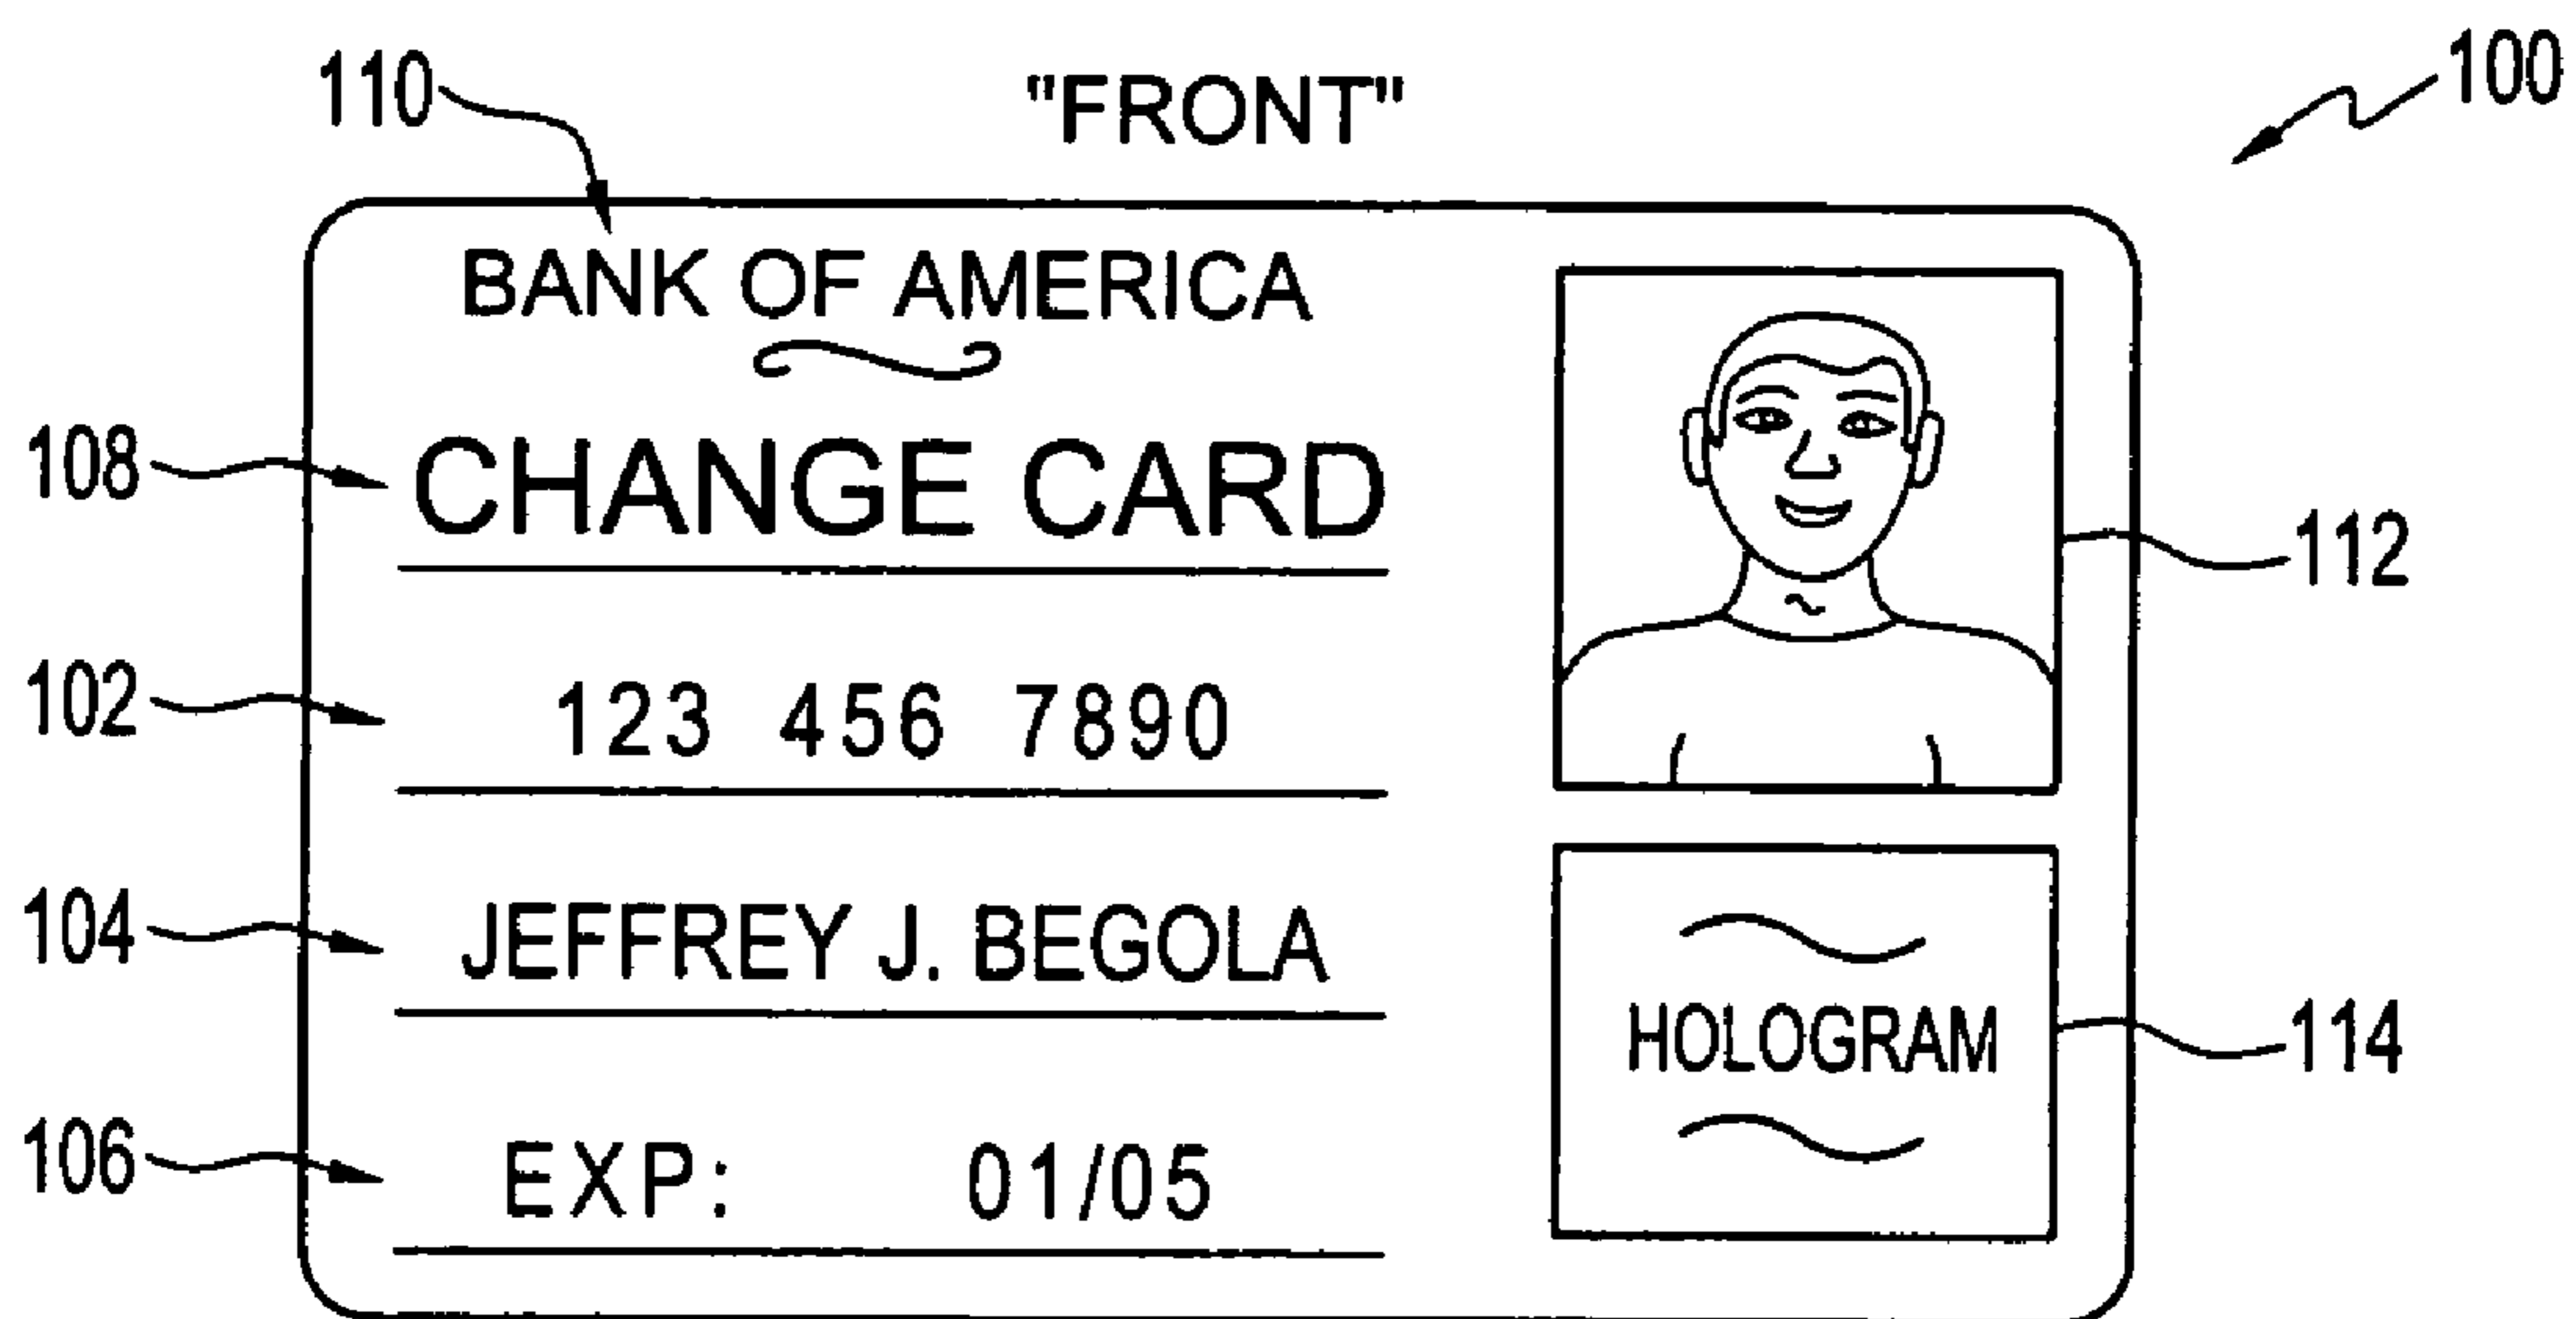 "FRONT"
100
110
BANK OF AMERICA
108
CHANGE CARD
112
102
123 456 7890
104
JEFFREY J. BEGOLA
HOLOGRAM
114
106
EXP: 01/05